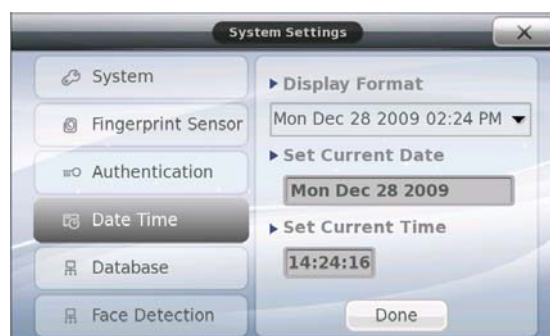 System Settings
System
Fingerprint Sensor
Authentication
Date Time
Database
Face Detection
Display Format
Mon Dec 28 2009 02:24 PM
Set Current Date
Mon Dec 28 2009
Set Current Time
14:24:16
Done